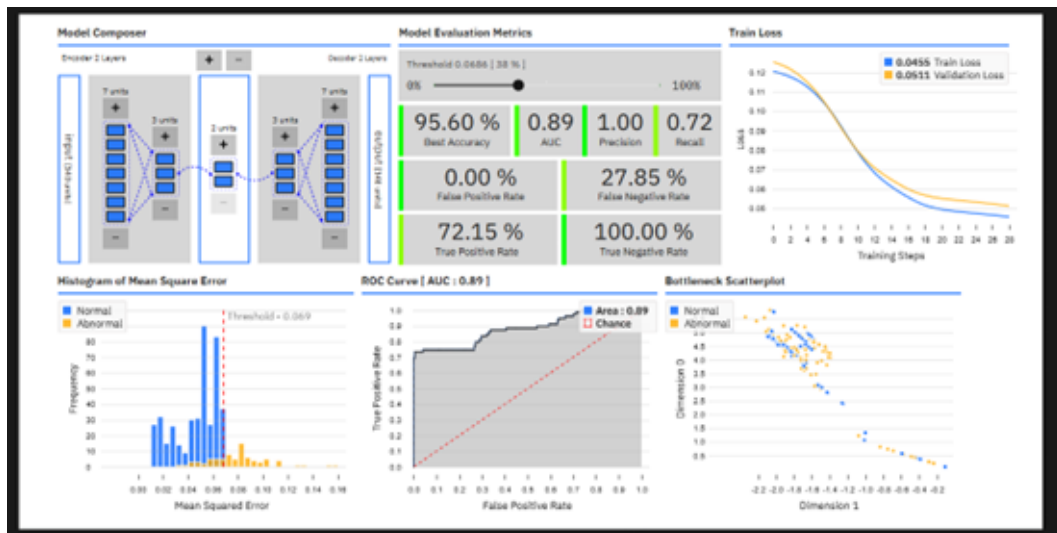 Model Composer
Encoder 2 Layers
+ −
Decoder 2 Layers
7 units
+
−
3 units
+
−
2 units
+
−
3 units
+
−
7 units
+
−
Model Evaluation Metrics
Threshold 0.0686 [ 38 % ]
0% 100%
95.60 %
Best Accuracy
0.89
AUC
1.00
Precision
0.72
Recall
0.00 %
False Positive Rate
27.85 %
False Negative Rate
72.15 %
True Positive Rate
100.00 %
True Negative Rate
Train Loss
0.0455 Train Loss
0.0511 Validation Loss
Loss
0.12
0.11
0.10
0.09
0.08
0.07
0.06
0.05
0 2 4 6 8 10 12 14 16 18 20 22 24 26 28
Training Steps
Histogram of Mean Square Error
Normal
Abnormal
Threshold = 0.069
Frequency
80
60
50
30
20
10
0
0.00 0.02 0.04 0.06 0.08 0.10 0.12 0.14 0.16
Mean Squared Error
ROC Curve [ AUC : 0.89 ]
Area : 0.89
Chance
True Positive Rate
1.0
0.9
0.8
0.7
0.6
0.5
0.4
0.3
0.2
0.1
0.0
0.0 0.1 0.2 0.3 0.4 0.5 0.6 0.7 0.8 0.9 1.0
False Positive Rate
Bottleneck Scatterplot
Normal
Abnormal
Dimension 0
5.0
4.5
4.0
3.5
3.0
2.5
2.0
1.5
1.0
0.5
-2.2 -2.0 -1.8 -1.6 -1.4 -1.2 -1.0 -0.8 -0.6 -0.4 -0.2
Dimension 1